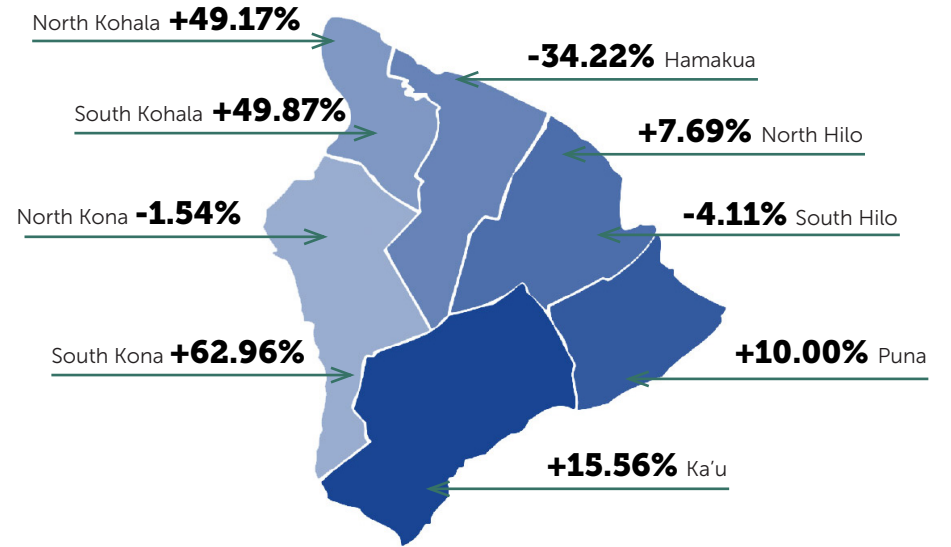 North Kohala +49.17%
-34.22% Hamakua
South Kohala +49.87%
+7.69% North Hilo
North Kona -1.54%
-4.11% South Hilo
South Kona +62.96%
+10.00% Puna
+15.56% Ka’u